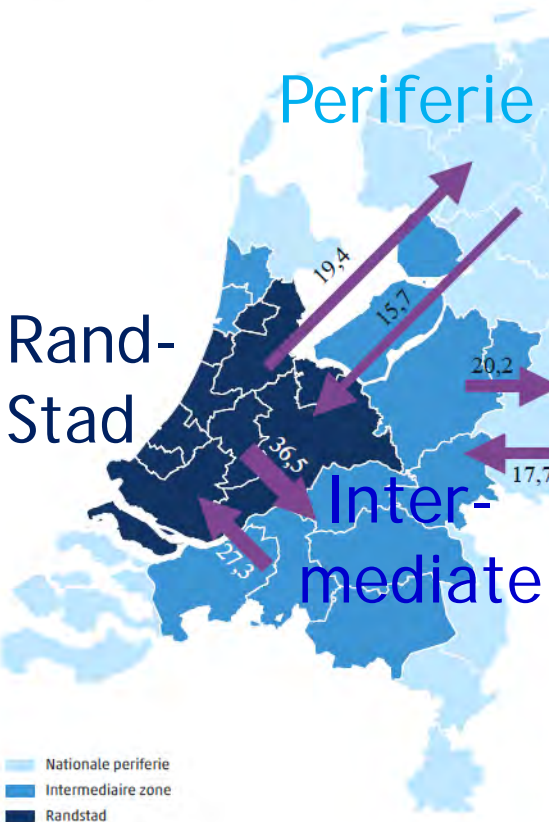 Periferie
19,4
15,7
Rand-
Stad
20,2
36,5
17,7
Inter-
27,3
mediate
Nationale periferie
Intermediaire zone
Randstad